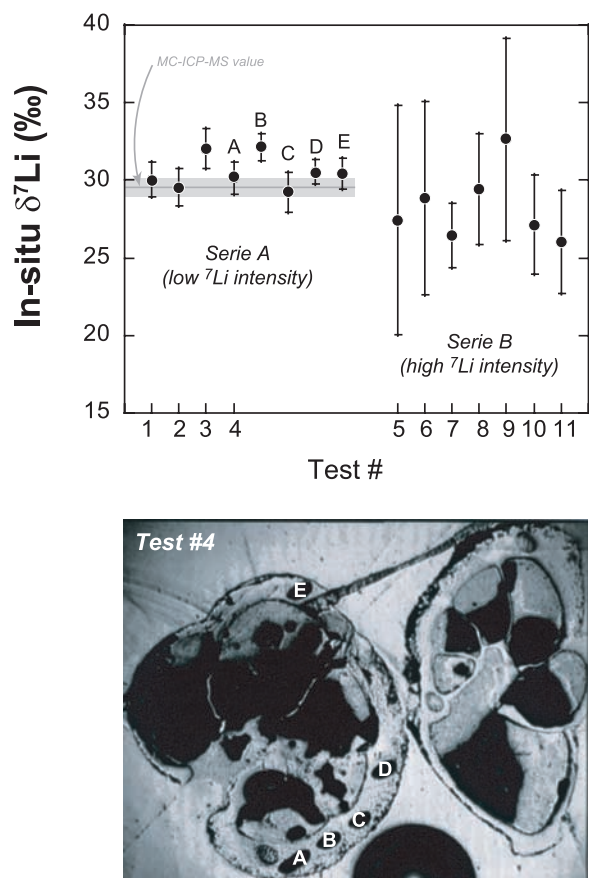 40
35
30
25
20
15
In-situ δ⁷Li (‰)
MC-ICP-MS value
A
B
C
D
E
Serie A
(low ⁷Li intensity)
Serie B
(high ⁷Li intensity)
1 2 3 4 5 6 7 8 9 10 11
Test #
Test #4
E
D
C
B
A